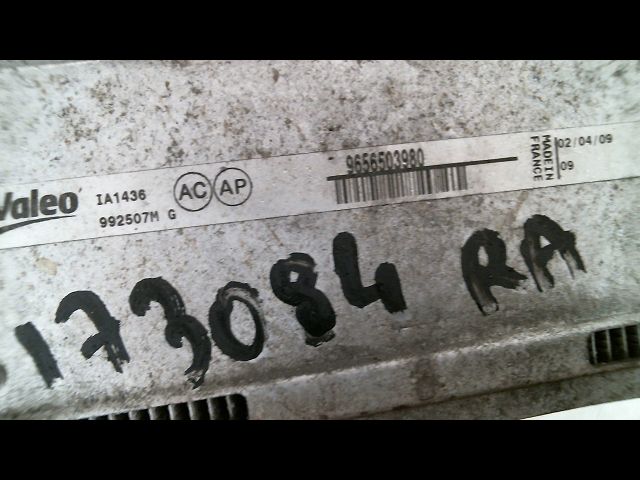 Valeo
IA1436
992507M G
AC AP
9656503980
MADE IN
FRANCE
02/04/09
09
173084 RA